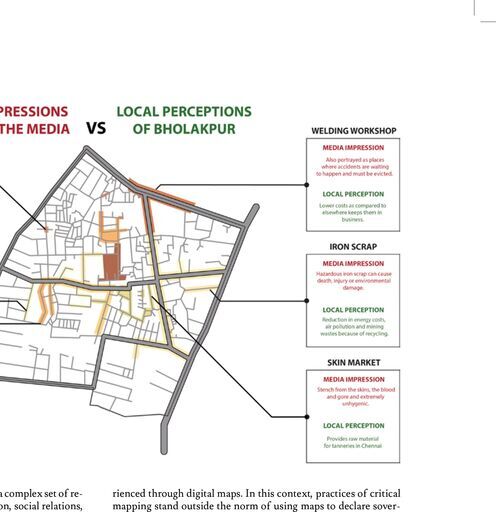 PRESSIONS
THE MEDIA
VS
LOCAL PERCEPTIONS
OF BHOLAKPUR
WELDING WORKSHOP
MEDIA IMPRESSION
Also portrayed as places
where accidents are waiting
to happen and must be evicted.
LOCAL PERCEPTION
Lower costs as compared to
elsewhere keeps them in
business.
IRON SCRAP
MEDIA IMPRESSION
Hazardous iron scrap can cause
death, injury or environmental
damage.
LOCAL PERCEPTION
Reduction in energy costs,
air pollution and mining
wastes because of recycling.
SKIN MARKET
MEDIA IMPRESSION
Stench from the skins, the blood
and gore and extremely
unhygenic.
LOCAL PERCEPTION
Provides raw material
for tanneries in Chennai
a complex set of re-
on, social relations,
rienced through digital maps. In this context, practices of critical
mapping stand outside the norm of using maps to declare sover-